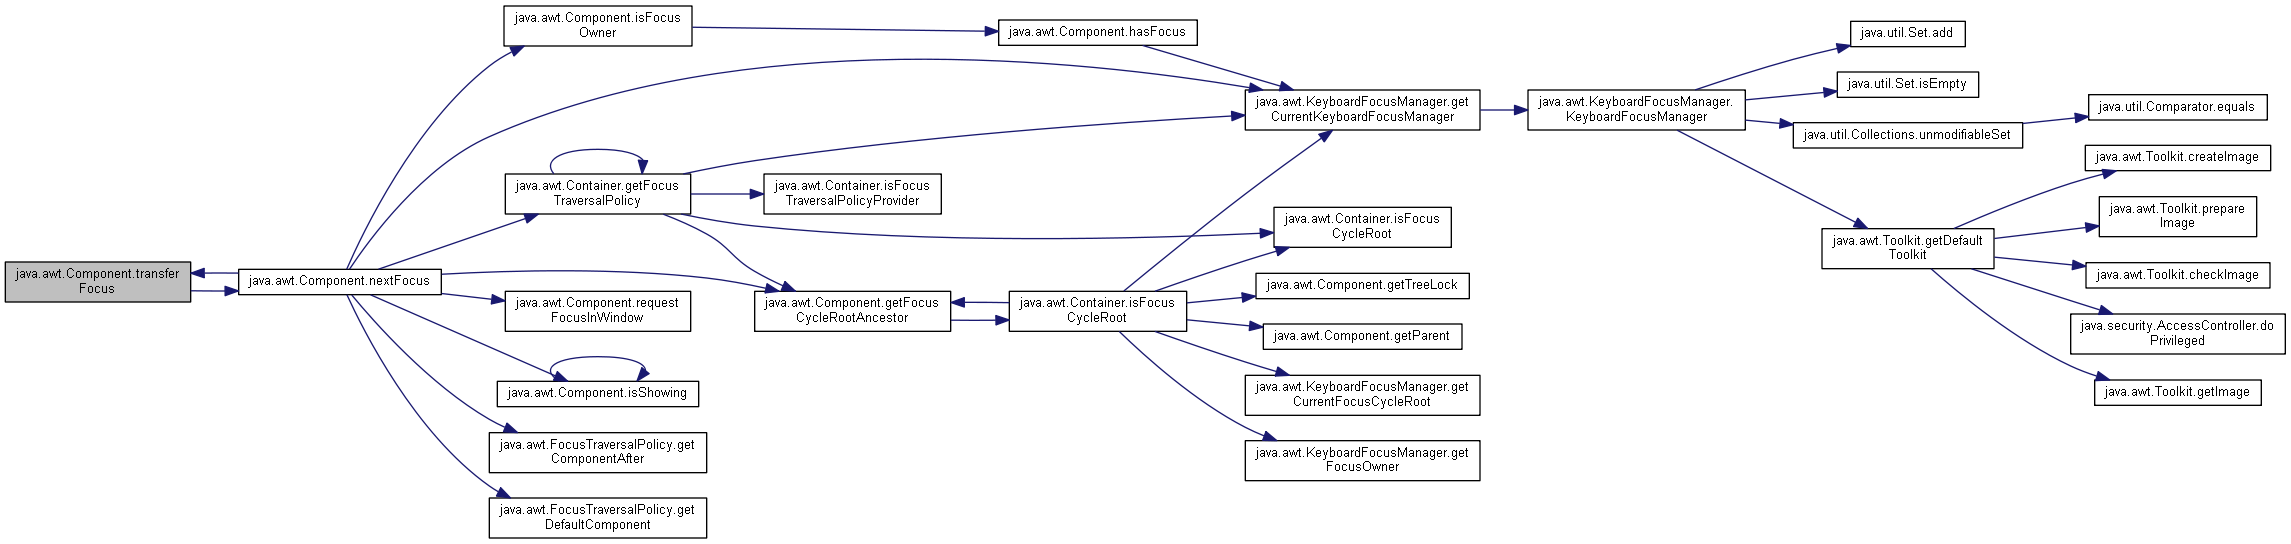 java.awt.Component.transfer
Focus
java.awt.Component.nextFocus
java.awt.Component.isFocus
Owner
java.awt.Container.getFocus
TraversalPolicy
java.awt.Component.request
FocusInWindow
java.awt.Component.isShowing
java.awt.FocusTraversalPolicy.get
ComponentAfter
java.awt.FocusTraversalPolicy.get
DefaultComponent
java.awt.Container.isFocus
TraversalPolicyProvider
java.awt.Component.getFocus
CycleRootAncestor
java.awt.Component.hasFocus
java.awt.Container.isFocus
CycleRoot
java.awt.KeyboardFocusManager.get
CurrentKeyboardFocusManager
java.awt.Container.isFocus
CycleRoot
java.awt.Component.getTreeLock
java.awt.Component.getParent
java.awt.KeyboardFocusManager.get
CurrentFocusCycleRoot
java.awt.KeyboardFocusManager.get
FocusOwner
java.awt.KeyboardFocusManager.
KeyboardFocusManager
java.util.Set.add
java.util.Set.isEmpty
java.util.Collections.unmodifiableSet
java.awt.Toolkit.getDefault
Toolkit
java.util.Comparator.equals
java.awt.Toolkit.createImage
java.awt.Toolkit.prepare
Image
java.awt.Toolkit.checkImage
java.security.AccessController.do
Privileged
java.awt.Toolkit.getImage